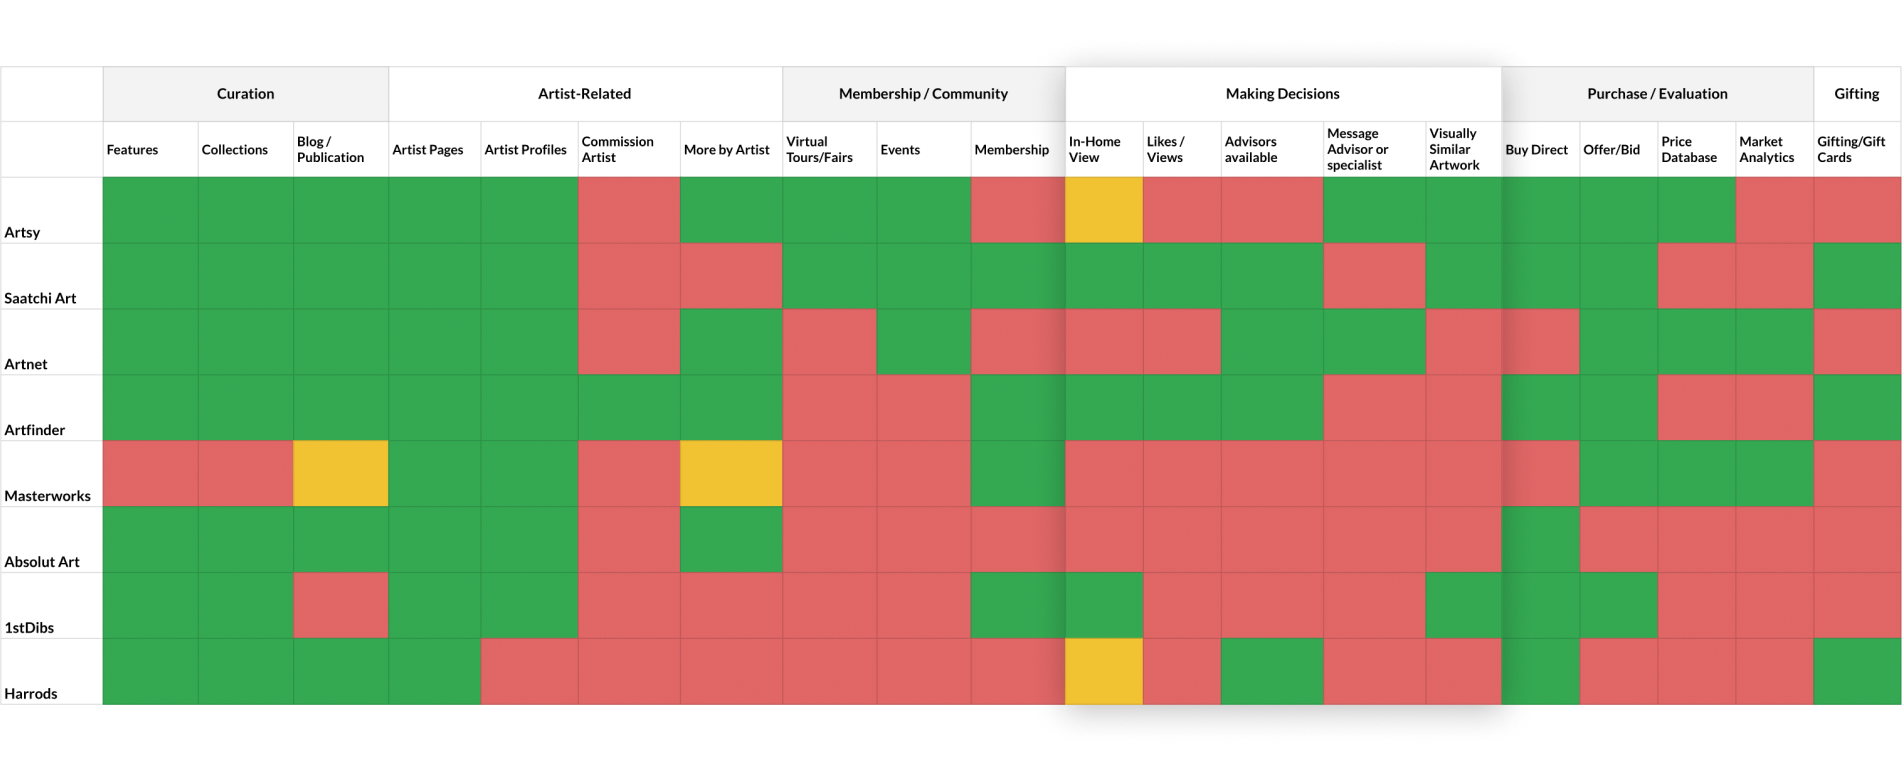 Curation Artist-Related Membership / Community Making Decisions Purchase / Evaluation Gifting
Features
Collections
Blog /
Publication
Artist Pages
Artist Profiles
Commission
Artist
More by Artist
Virtual
Tours/Fairs
Events
Membership
In-Home
View
Likes /
Views
Advisors
available
Message
Advisor or
specialist
Visually
Similar
Artwork
Buy Direct
Offer/Bid
Price
Database
Market
Analytics
Gifting/Gift
Cards
Artsy
Saatchi Art
Artnet
Artfinder
Masterworks
Absolut Art
1stDibs
Harrods